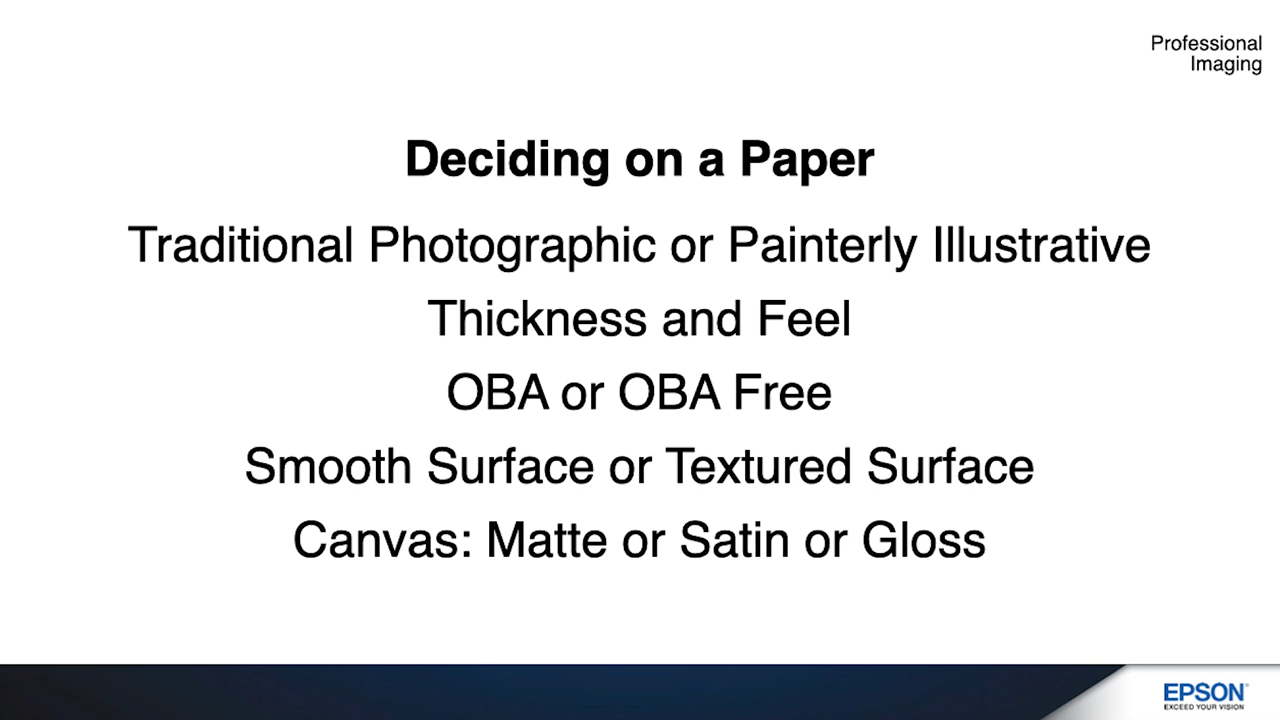 Professional
Imaging
Deciding on a Paper
Traditional Photographic or Painterly Illustrative
Thickness and Feel
OBA or OBA Free
Smooth Surface or Textured Surface
Canvas: Matte or Satin or Gloss
EPSON
EXCEED YOUR VISION